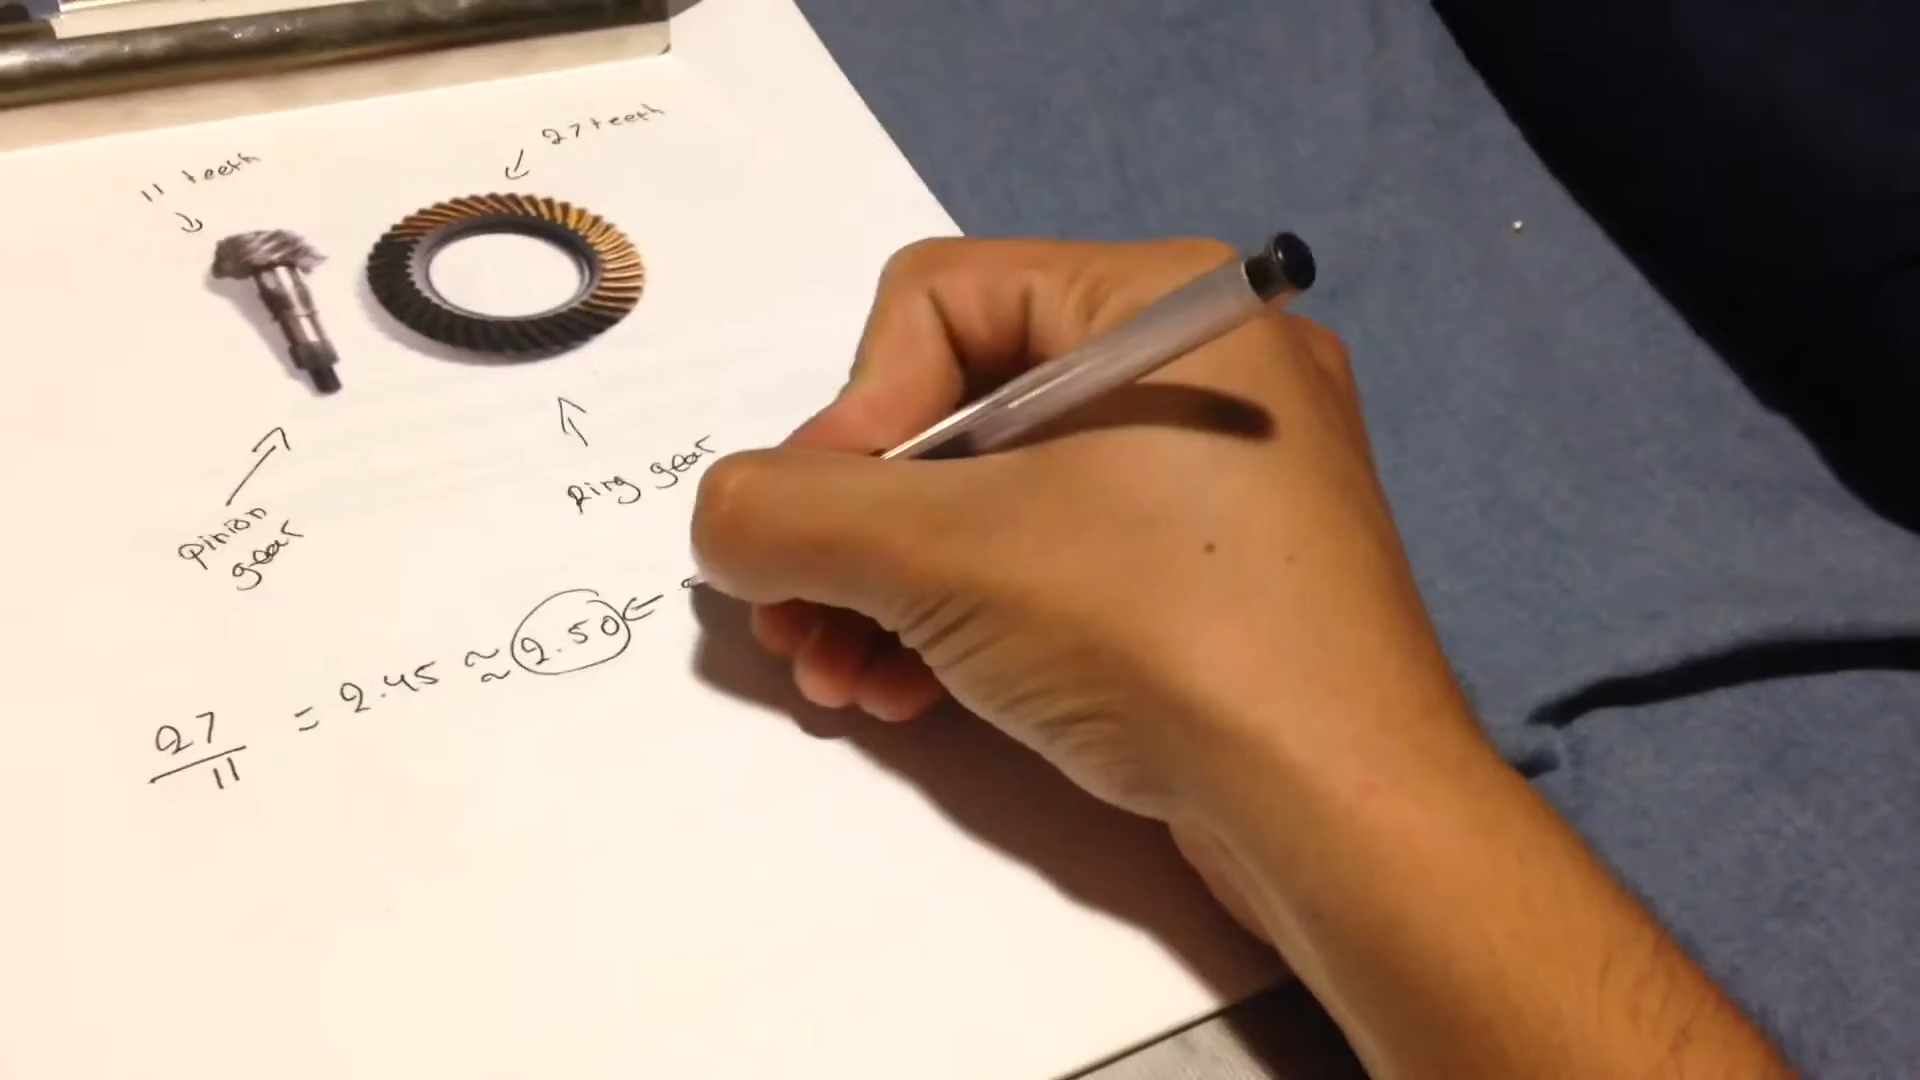 27 teeth
11 teeth
Ring gear
pinion
gear
27/11 = 2.45 ≈ 2.50 ←